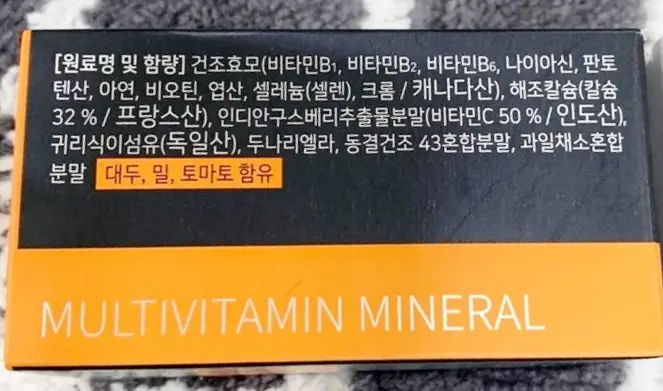 [원료명 및 함량] 건조효모(비타민B₁, 비타민B₂, 비타민B₆, 나이아신, 판토
텐산, 아연, 비오틴, 엽산, 셀레늄(셀렌), 크롬 / 캐나다산), 해조칼슘(칼슘
32 % / 프랑스산), 인디안구스베리추출물분말(비타민C 50 % / 인도산),
귀리식이섬유(독일산), 두나리엘라, 동결건조 43혼합분말, 과일채소혼합
분말 대두, 밀, 토마토 함유
MULTIVITAMIN MINERAL